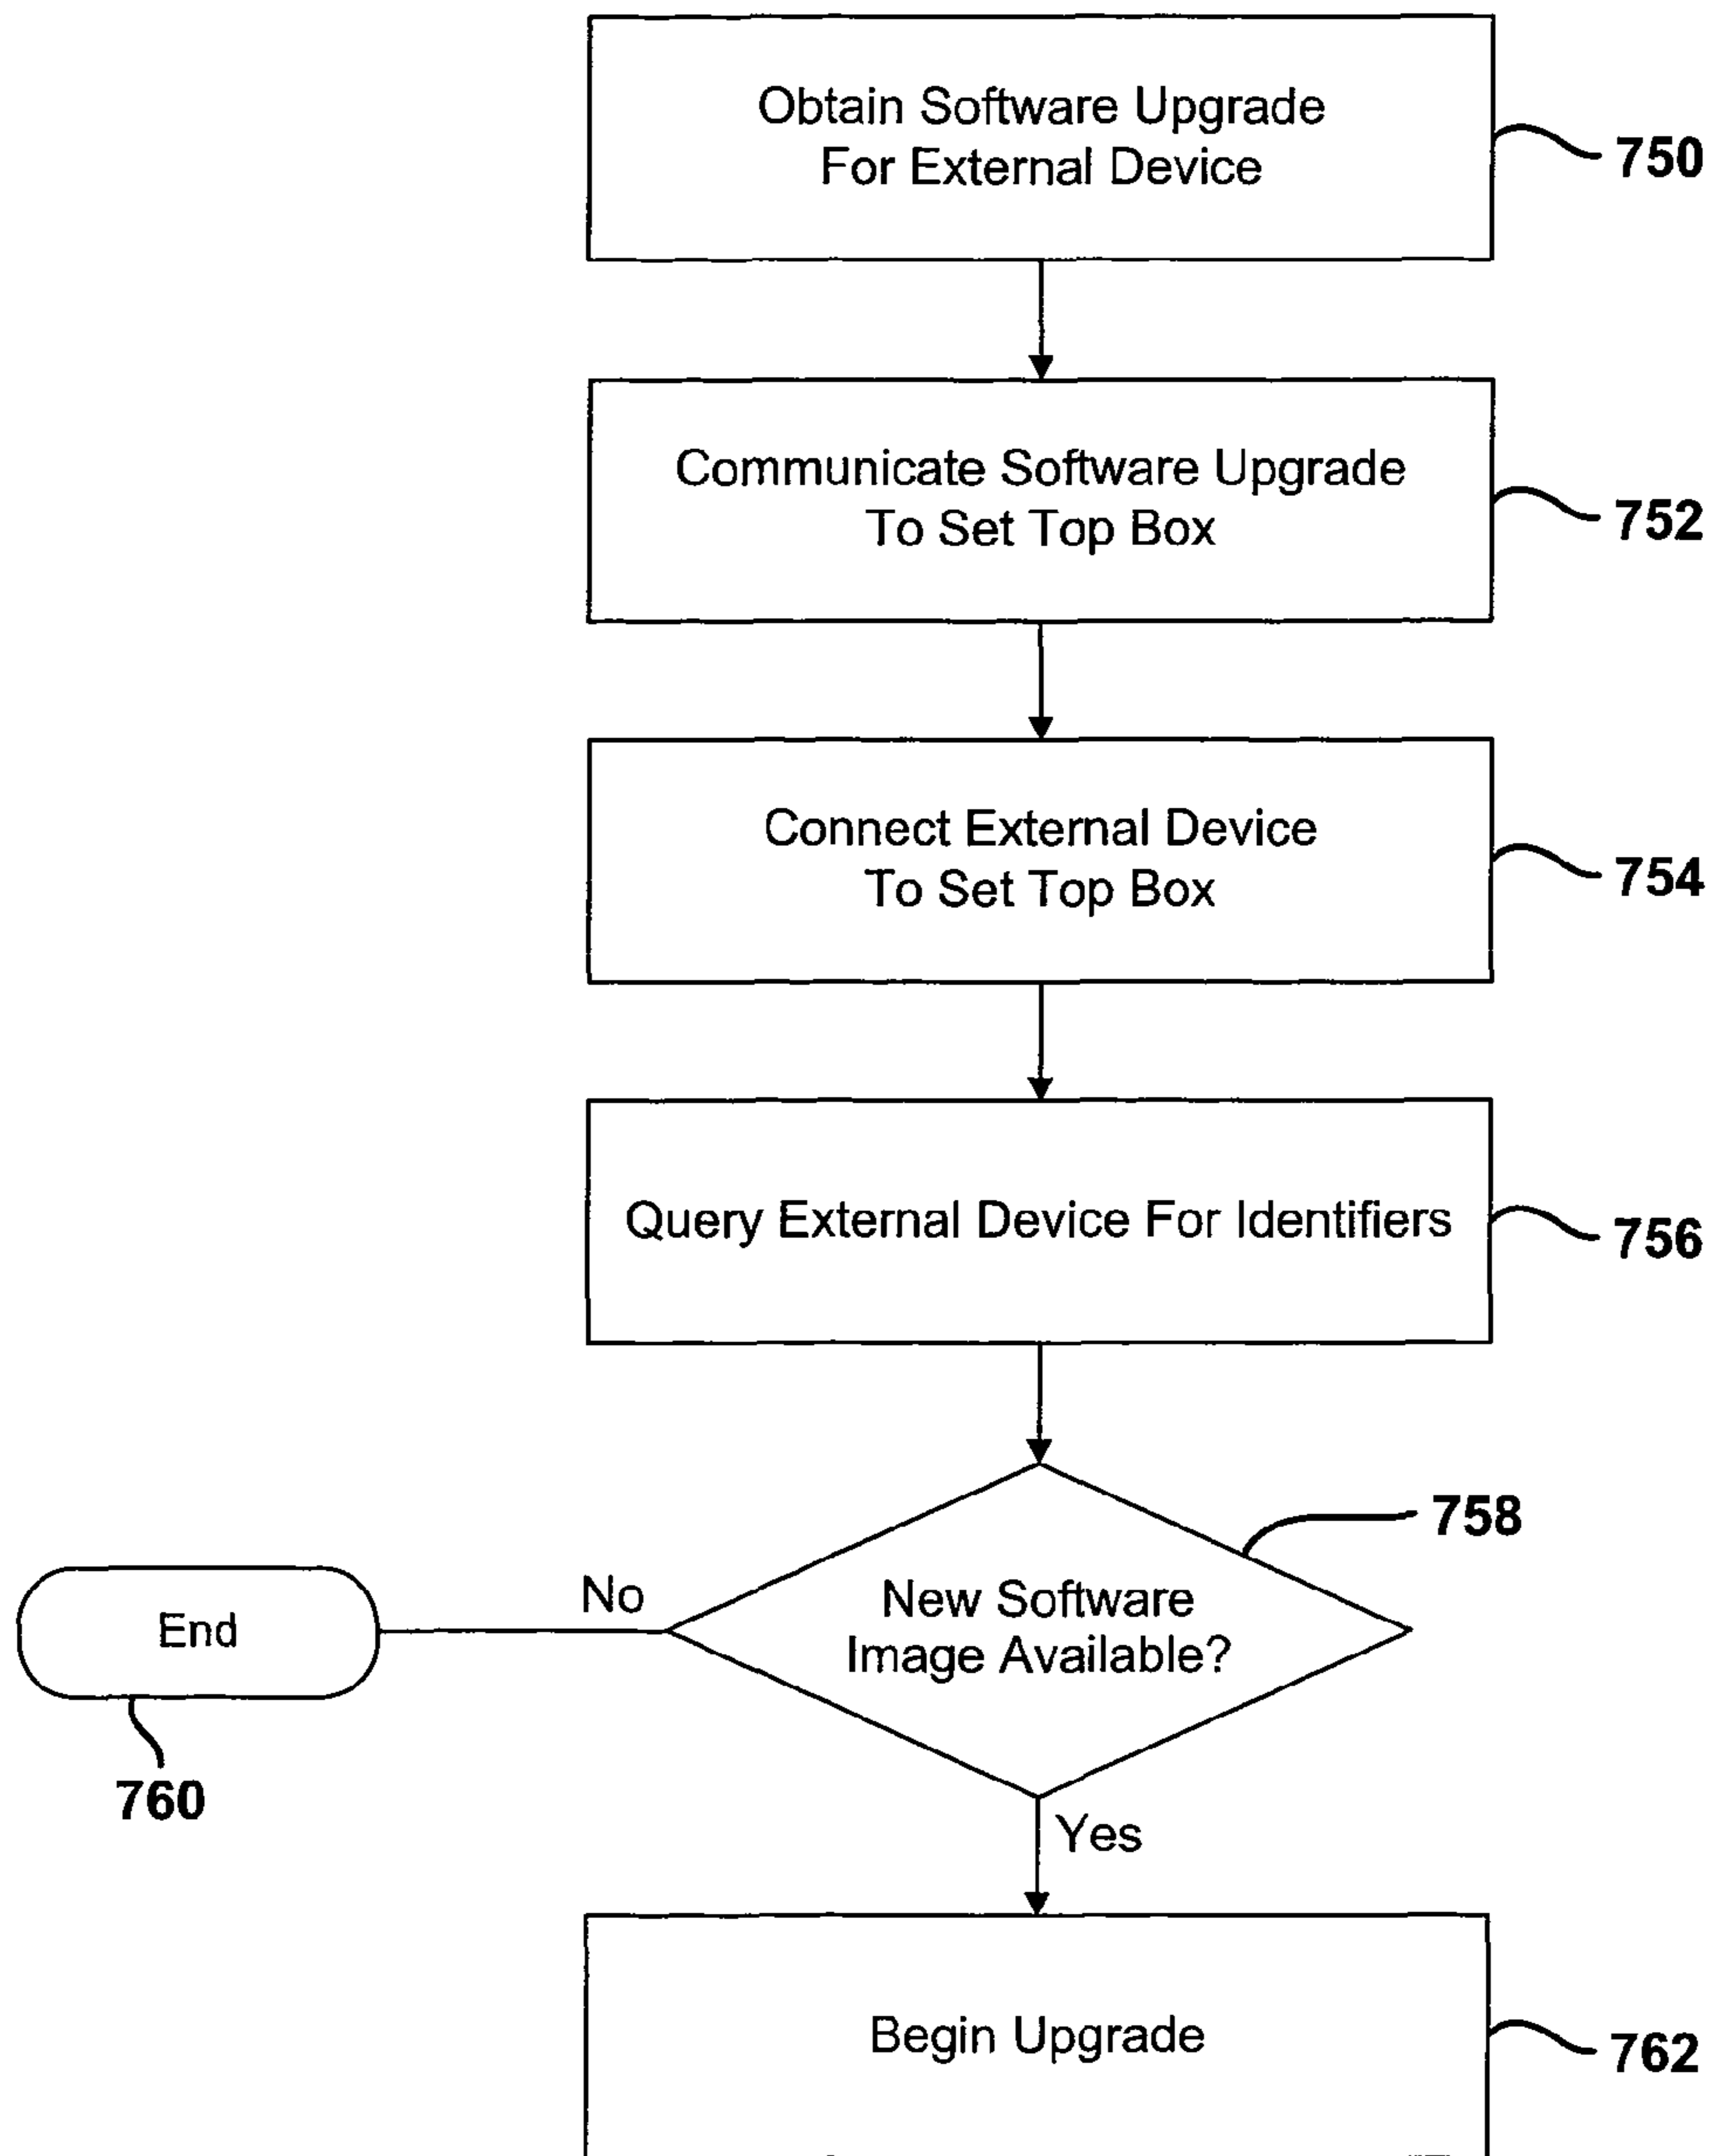 Obtain Software Upgrade
For External Device
750
Communicate Software Upgrade
To Set Top Box
752
Connect External Device
To Set Top Box
754
Query External Device For Identifiers
756
758
New Software
Image Available?
No
End
760
Yes
Begin Upgrade
762